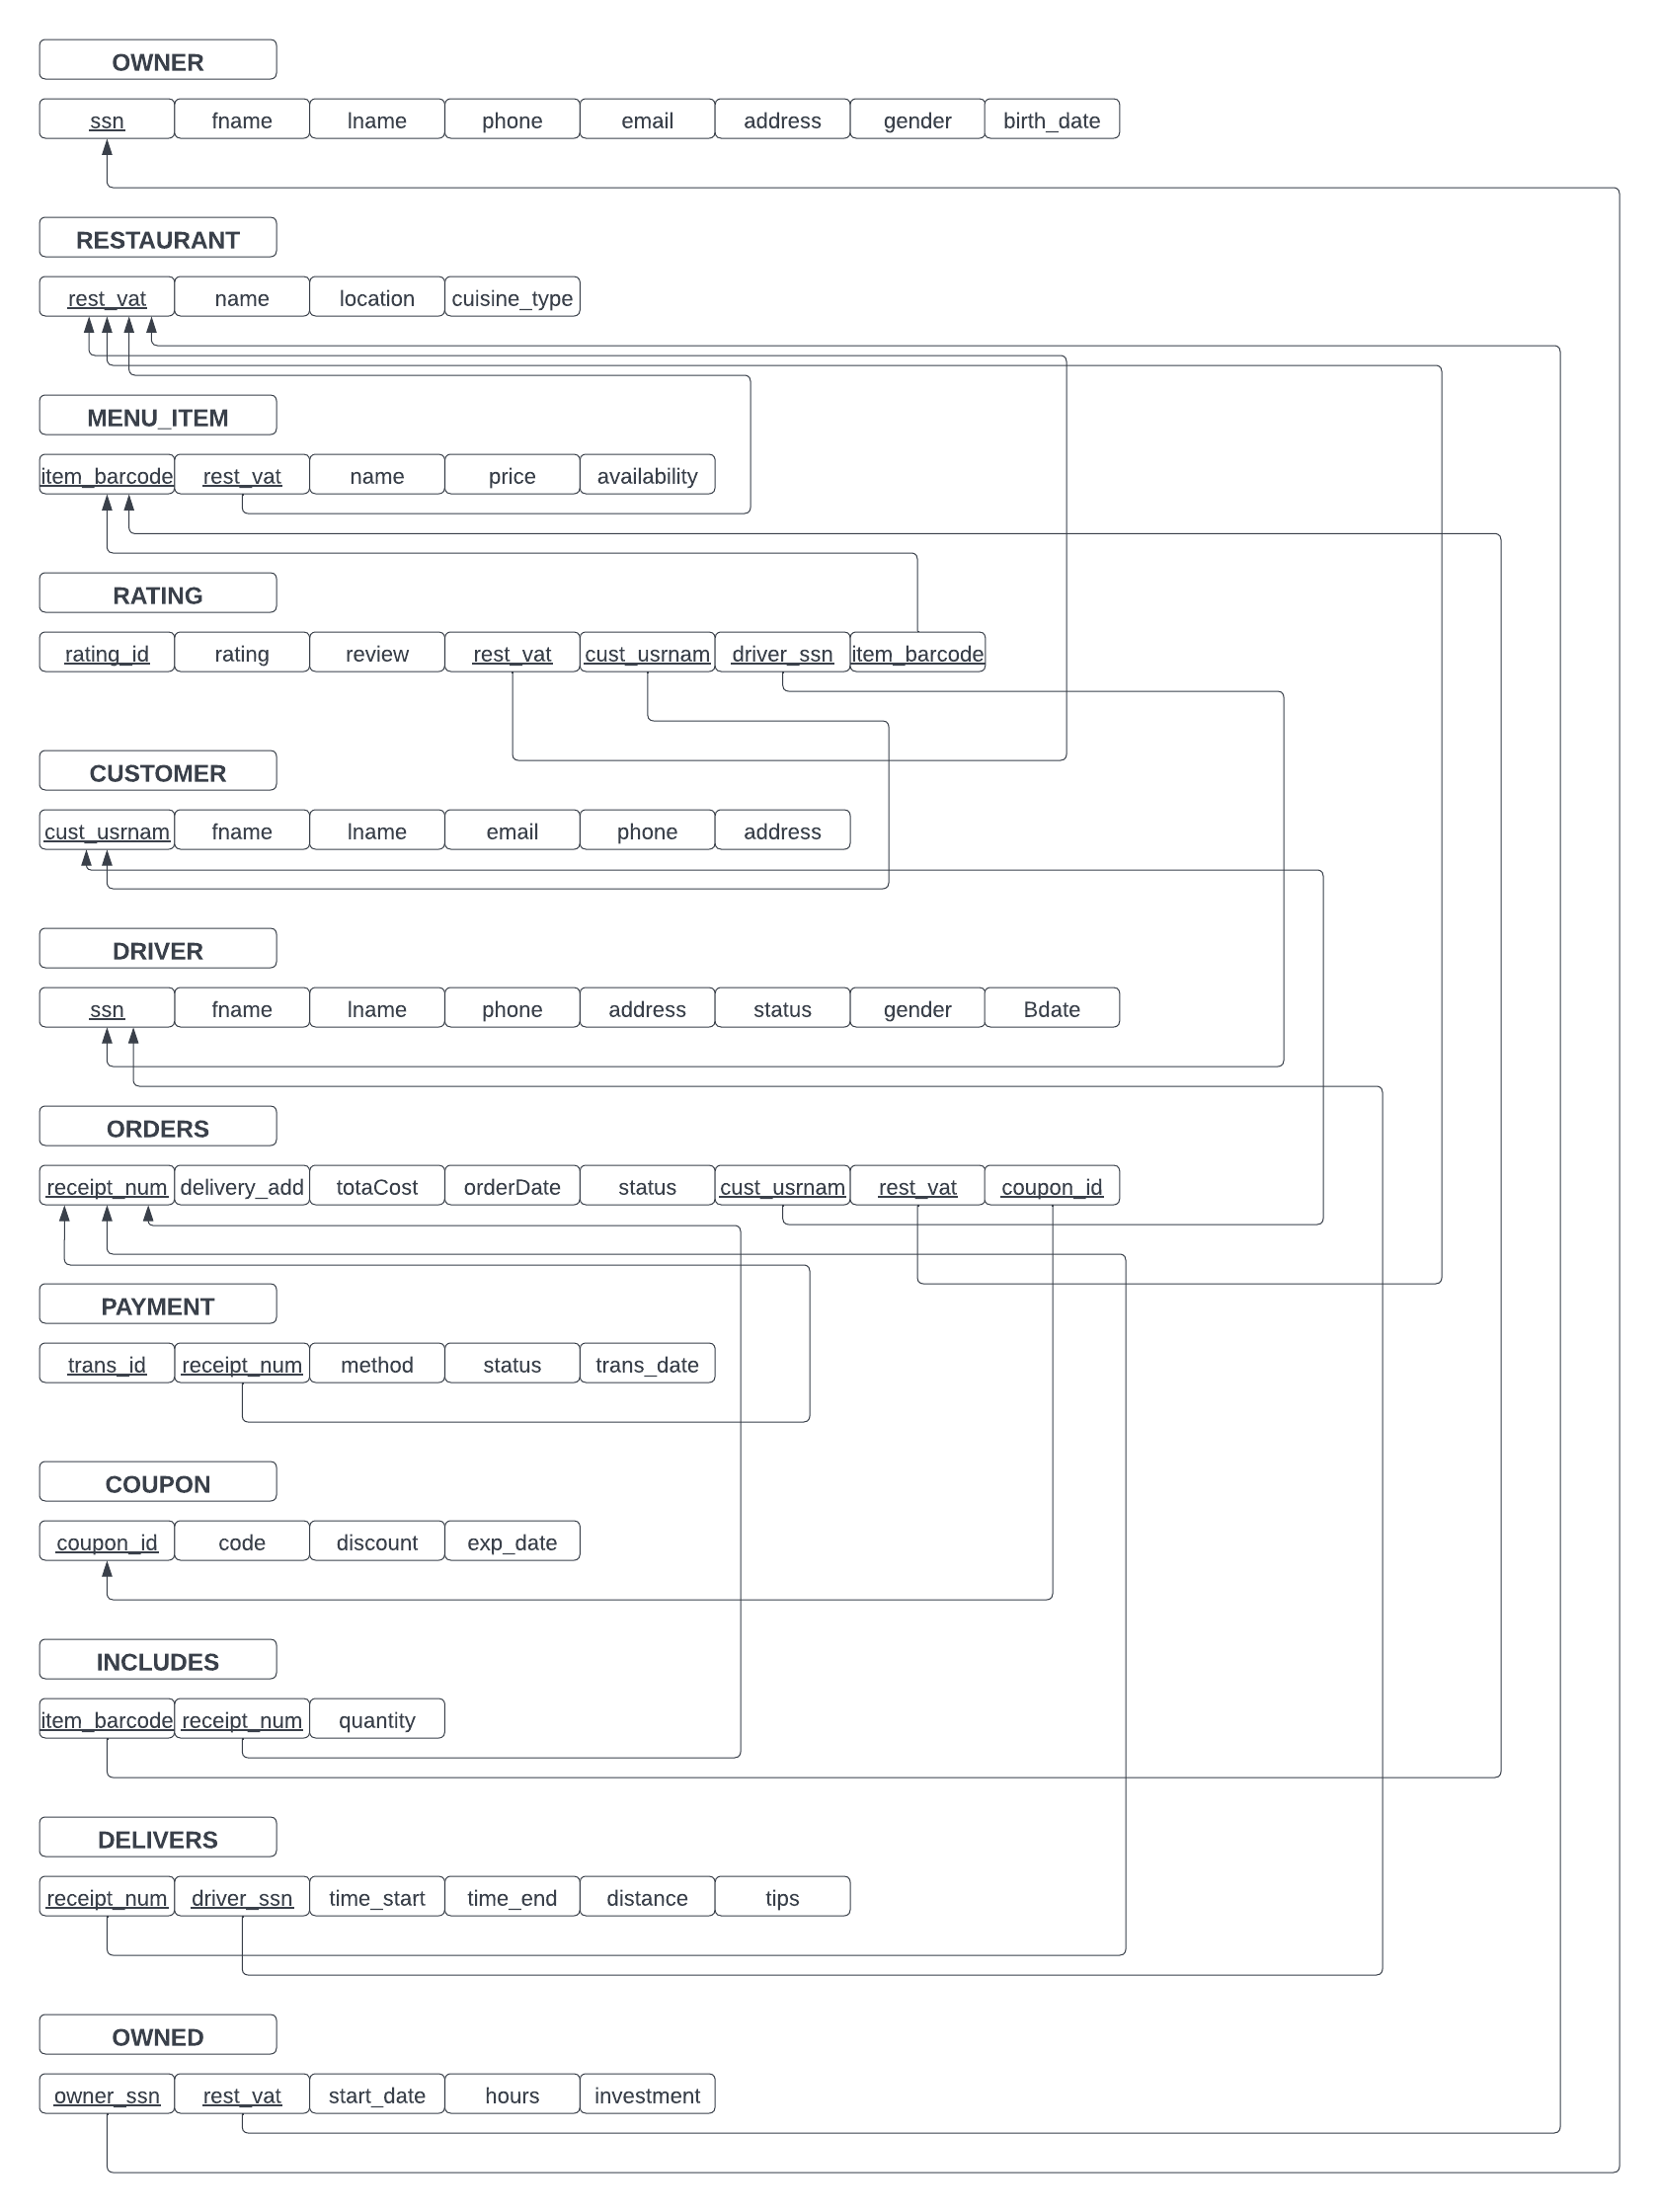 OWNER
ssn fname lname phone email address gender birth_date
RESTAURANT
rest_vat name location cuisine_type
MENU_ITEM
item_barcode rest_vat name price availability
RATING
rating_id rating review rest_vat cust_usrnam driver_ssn item_barcode
CUSTOMER
cust_usrnam fname lname email phone address
DRIVER
ssn fname lname phone address status gender Bdate
ORDERS
receipt_num delivery_add totaCost orderDate status cust_usrnam rest_vat coupon_id
PAYMENT
trans_id receipt_num method status trans_date
COUPON
coupon_id code discount exp_date
INCLUDES
item_barcode receipt_num quantity
DELIVERS
receipt_num driver_ssn time_start time_end distance tips
OWNED
owner_ssn rest_vat start_date hours investment